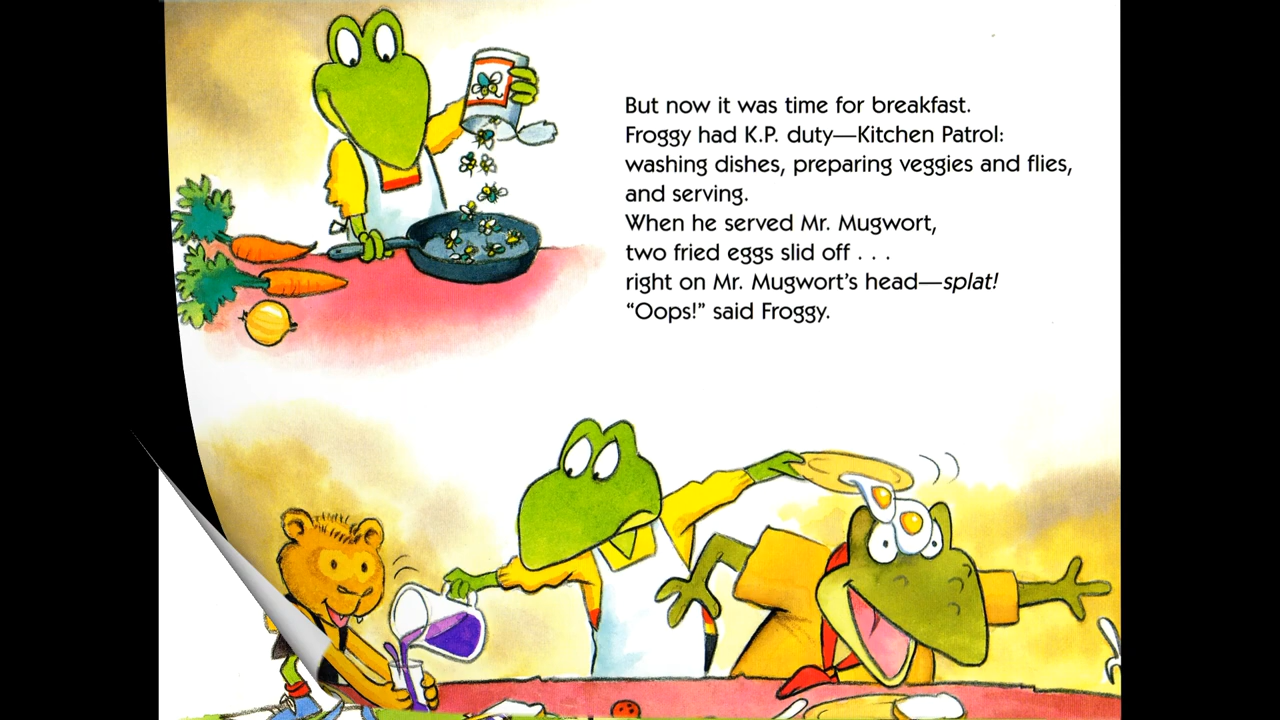 But now it was time for breakfast.
Froggy had K.P. duty—Kitchen Patrol:
washing dishes, preparing veggies and flies,
and serving.
When he served Mr. Mugwort,
two fried eggs slid off . . .
right on Mr. Mugwort’s head—splat!
“Oops!” said Froggy.